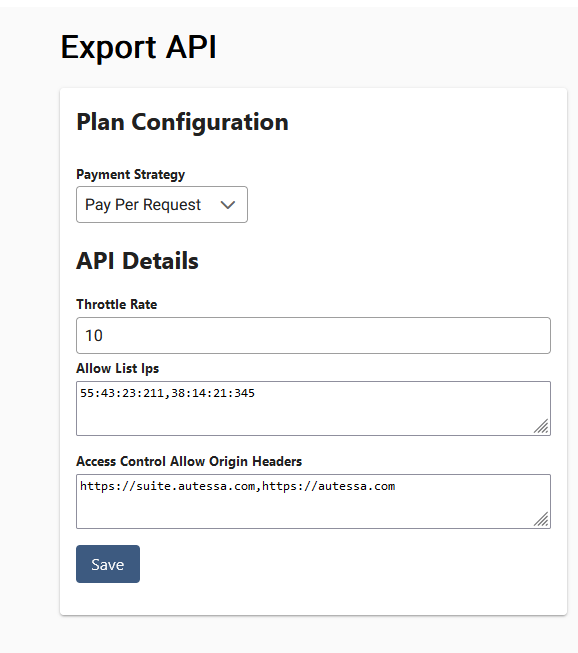 Export API
Plan Configuration
Payment Strategy
Pay Per Request
API Details
Throttle Rate
10
Allow List Ips
55:43:23:211,38:14:21:345
Access Control Allow Origin Headers
https://suite.autessa.com,https://autessa.com
Save